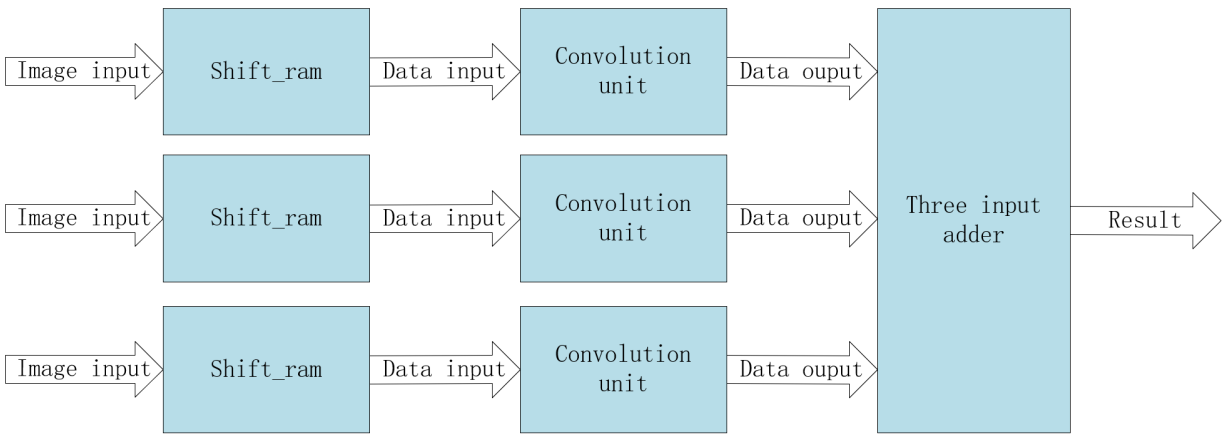 Image input
Shift_ram
Data input
Convolution
unit
Data ouput
Image input
Shift_ram
Data input
Convolution
unit
Data ouput
Three input
adder
Result
Image input
Shift_ram
Data input
Convolution
unit
Data ouput